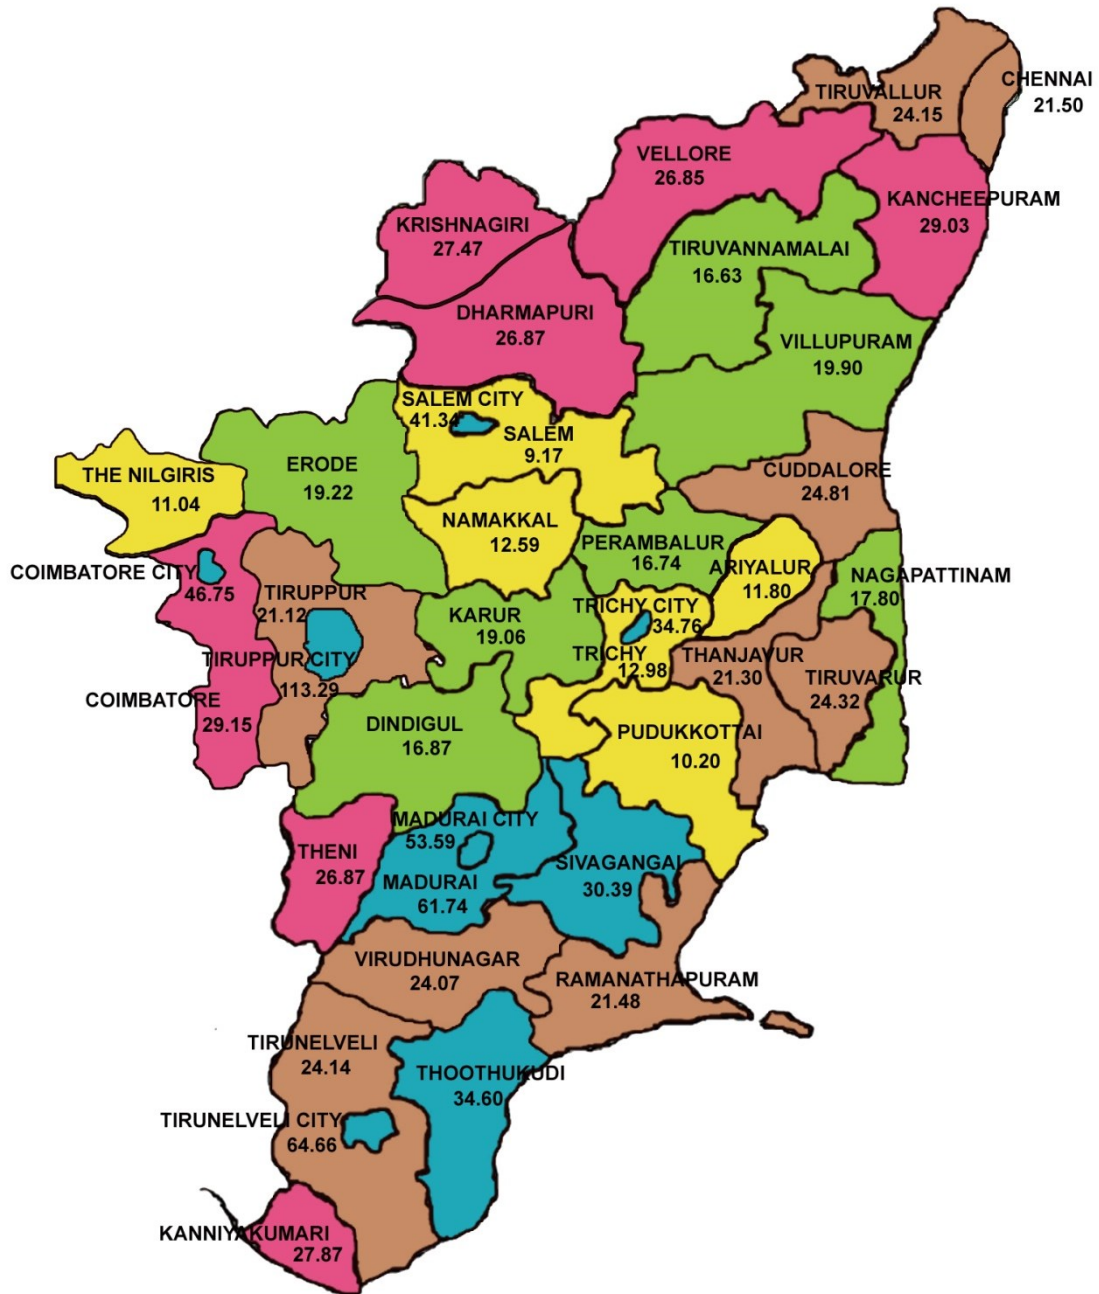 CHENNAI
21.50
TIRUVALLUR
24.15
VELLORE
26.85
KANCHEEPURAM
29.03
KRISHNAGIRI
27.47
TIRUVANNAMALAI
16.63
DHARMAPURI
26.87
VILLUPURAM
19.90
SALEM CITY
41.34
SALEM
9.17
THE NILGIRIS
11.04
ERODE
19.22
CUDDALORE
24.81
NAMAKKAL
12.59
PERAMBALUR
16.74
ARIYALUR
11.80
NAGAPATTINAM
17.80
COIMBATORE CITY
46.75
TIRUPPUR
21.12
KARUR
19.06
TRICHY CITY
34.76
TRICHY
12.98
THANJAVUR
21.30
TIRUVARUR
24.32
TIRUPPUR CITY
113.29
COIMBATORE
29.15
DINDIGUL
16.87
PUDUKKOTTAI
10.20
MADURAI CITY
53.59
THENI
26.87
MADURAI
61.74
SIVAGANGAI
30.39
VIRUDHUNAGAR
24.07
RAMANATHAPURAM
21.48
TIRUNELVELI
24.14
THOOTHUKUDI
34.60
TIRUNELVELI CITY
64.66
KANNIYAKUMARI
27.87